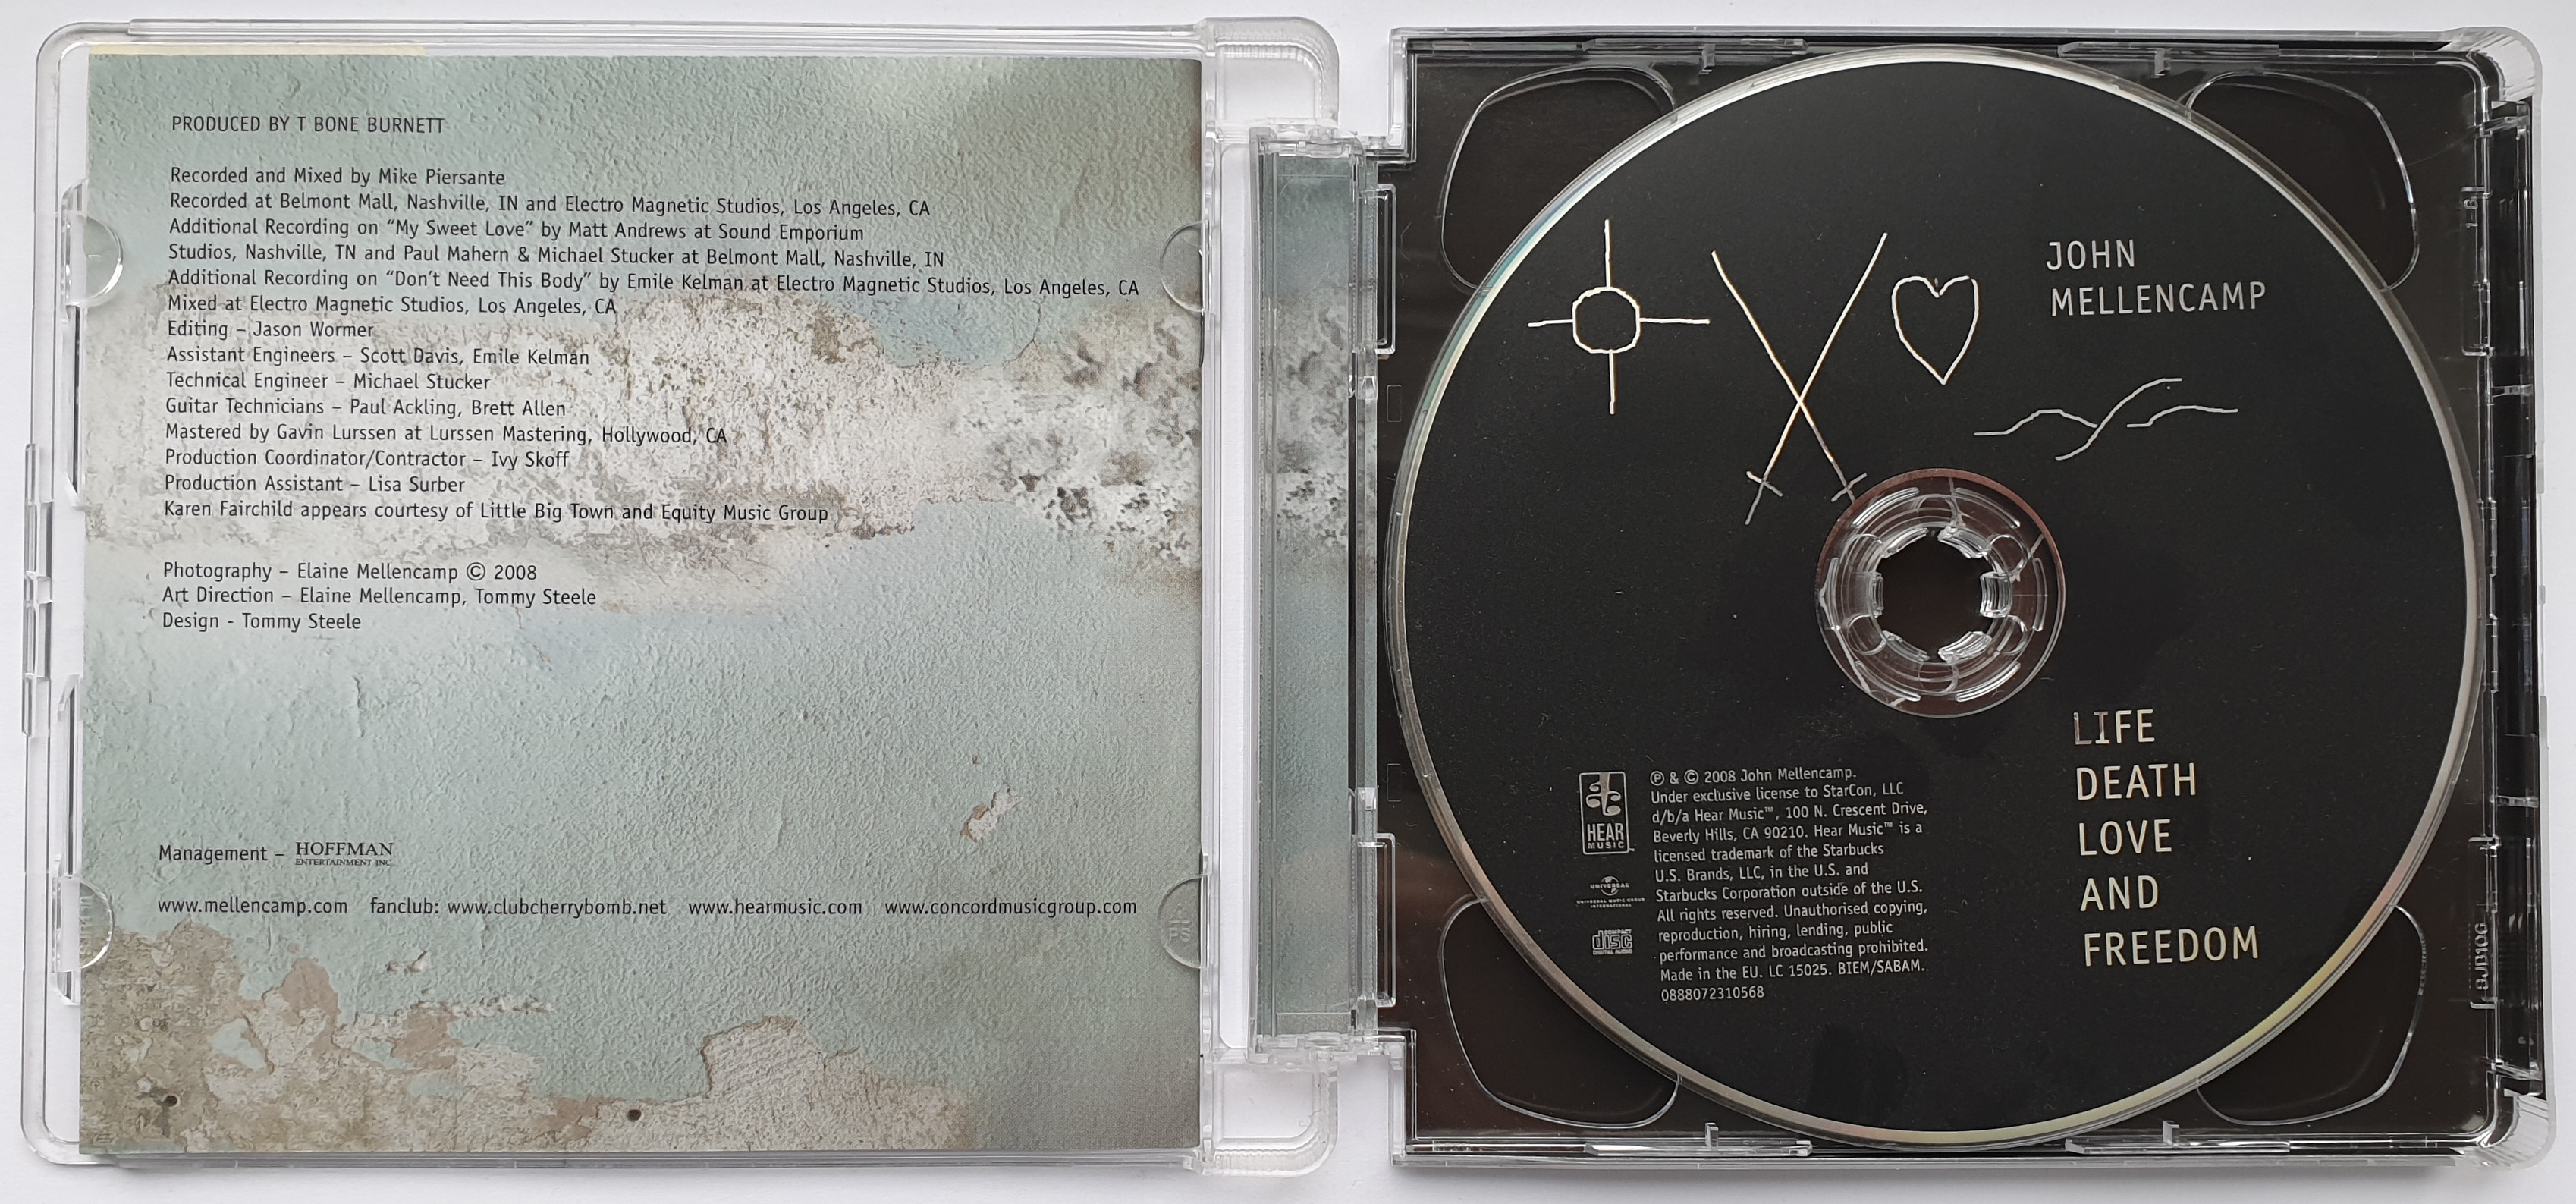 PRODUCED BY T BONE BURNETT
Recorded and Mixed by Mike Piersante
Recorded at Belmont Mall, Nashville, IN and Electro Magnetic Studios, Los Angeles, CA
Additional Recording on “My Sweet Love” by Matt Andrews at Sound Emporium
Studios, Nashville, TN and Paul Mahern & Michael Stucker at Belmont Mall, Nashville, IN
Additional Recording on “Don’t Need This Body” by Emile Kelman at Electro Magnetic Studios, Los Angeles, CA
Mixed at Electro Magnetic Studios, Los Angeles, CA
Editing – Jason Wormer
Assistant Engineers – Scott Davis, Emile Kelman
Technical Engineer – Michael Stucker
Guitar Technicians – Paul Ackling, Brett Allen
Mastered by Gavin Lurssen at Lurssen Mastering, Hollywood, CA
Production Coordinator/Contractor – Ivy Skoff
Production Assistant – Lisa Surber
Karen Fairchild appears courtesy of Little Big Town and Equity Music Group
Photography – Elaine Mellencamp © 2008
Art Direction – Elaine Mellencamp, Tommy Steele
Design - Tommy Steele
Management – HOFFMAN
ENTERTAINMENT INC
www.mellencamp.com fanclub: www.clubcherrybomb.net www.hearmusic.com www.concordmusicgroup.com
JOHN
MELLENCAMP
LIFE
DEATH
LOVE
AND
FREEDOM
HEAR
MUSIC
UNIVERSAL
UNIVERSAL MUSIC GROUP
INTERNATIONAL
COMPACT
disc
DIGITAL AUDIO
℗ & © 2008 John Mellencamp.
Under exclusive license to StarCon, LLC
d/b/a Hear Music™, 100 N. Crescent Drive,
Beverly Hills, CA 90210. Hear Music™ is a
licensed trademark of the Starbucks
U.S. Brands, LLC, in the U.S. and
Starbucks Corporation outside of the U.S.
All rights reserved. Unauthorised copying,
reproduction, hiring, lending, public
performance and broadcasting prohibited.
Made in the EU. LC 15025. BIEM/SABAM.
0888072310568